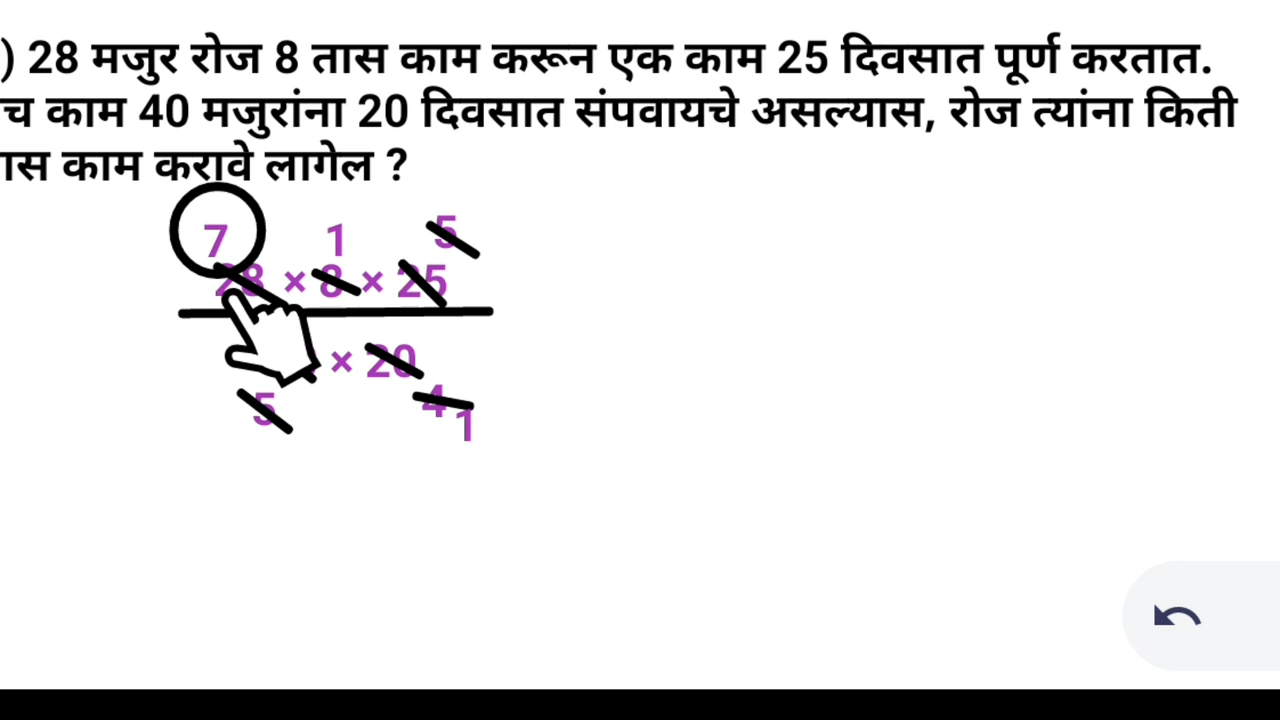 ) 28 मजुर रोज 8 तास काम करून एक काम 25 दिवसात पूर्ण करतात.
च काम 40 मजुरांना 20 दिवसात संपवायचे असल्यास, रोज त्यांना किती
ास काम करावे लागेल ?
7 1 5
28 × 8 × 25
× 20
5 4
1